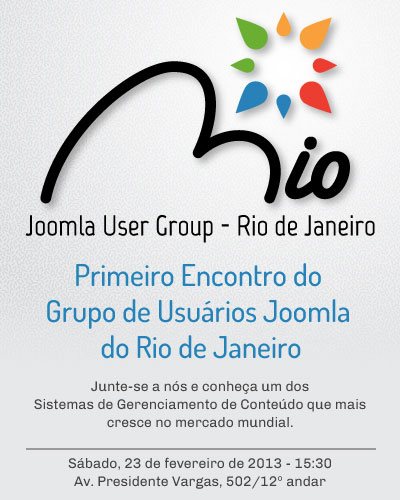 Rio
Joomla User Group - Rio de Janeiro
Primeiro Encontro do
Grupo de Usuários Joomla
do Rio de Janeiro
Junte-se a nós e conheça um dos
Sistemas de Gerenciamento de Conteúdo que mais
cresce no mercado mundial.
Sábado, 23 de fevereiro de 2013 - 15:30
Av. Presidente Vargas, 502/12º andar